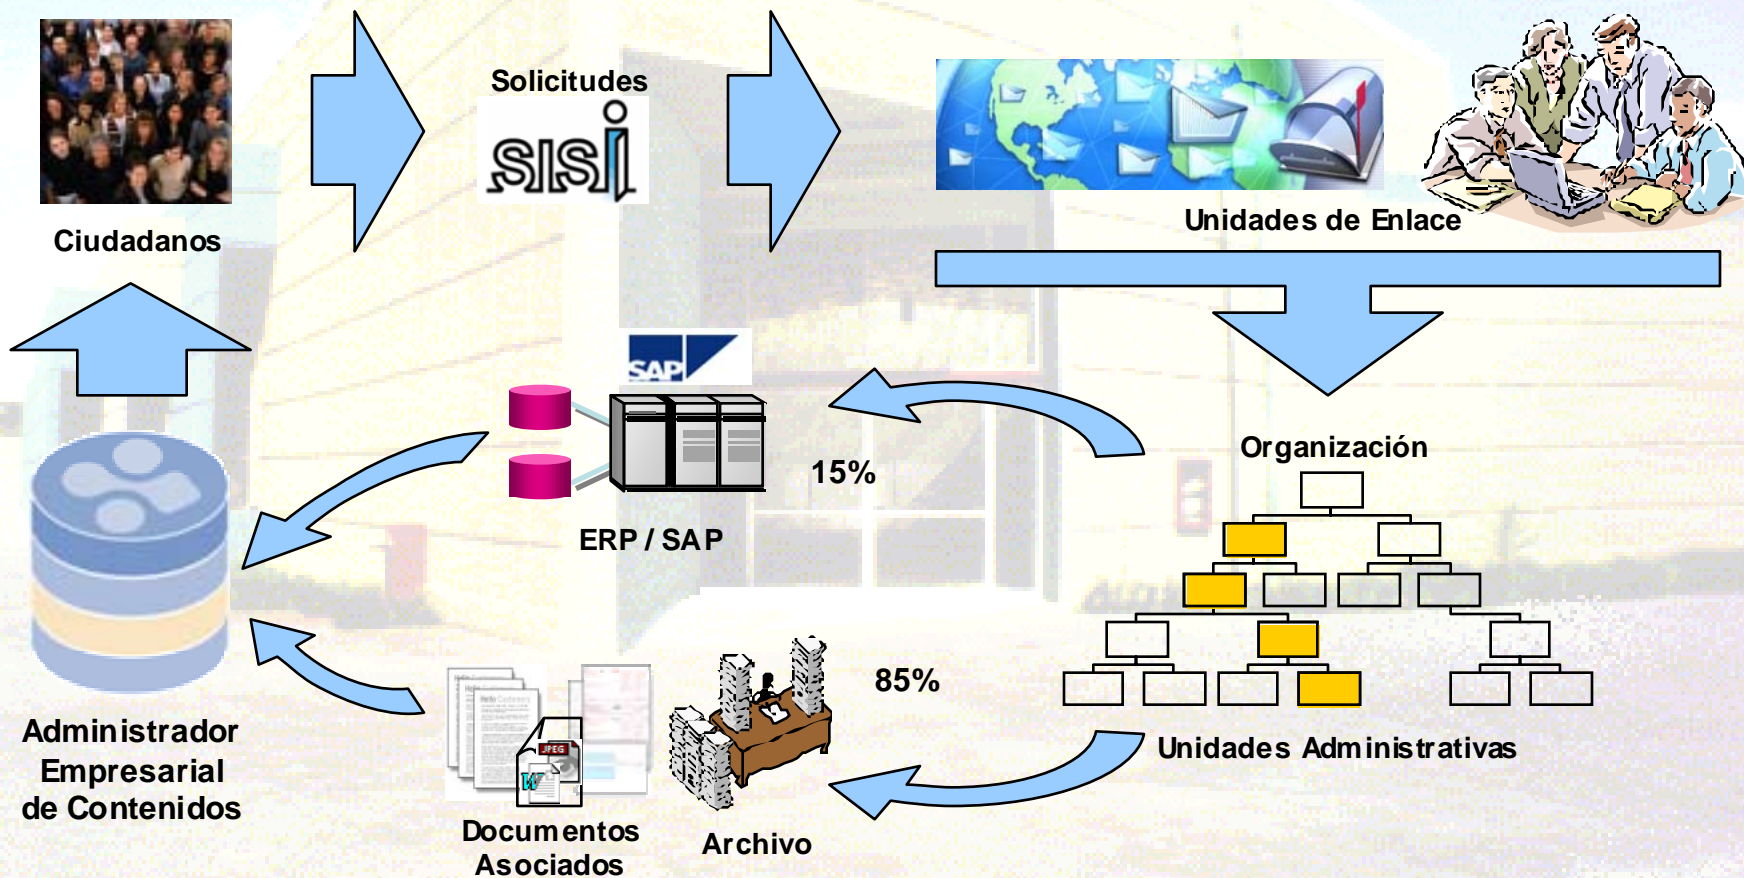 Solicitudes
SISI
Ciudadanos
Unidades de Enlace
SAP
15%
ERP / SAP
Organización
85%
Unidades Administrativas
JPEG
W
Administrador
Empresarial
de Contenidos
Documentos
Asociados
Archivo